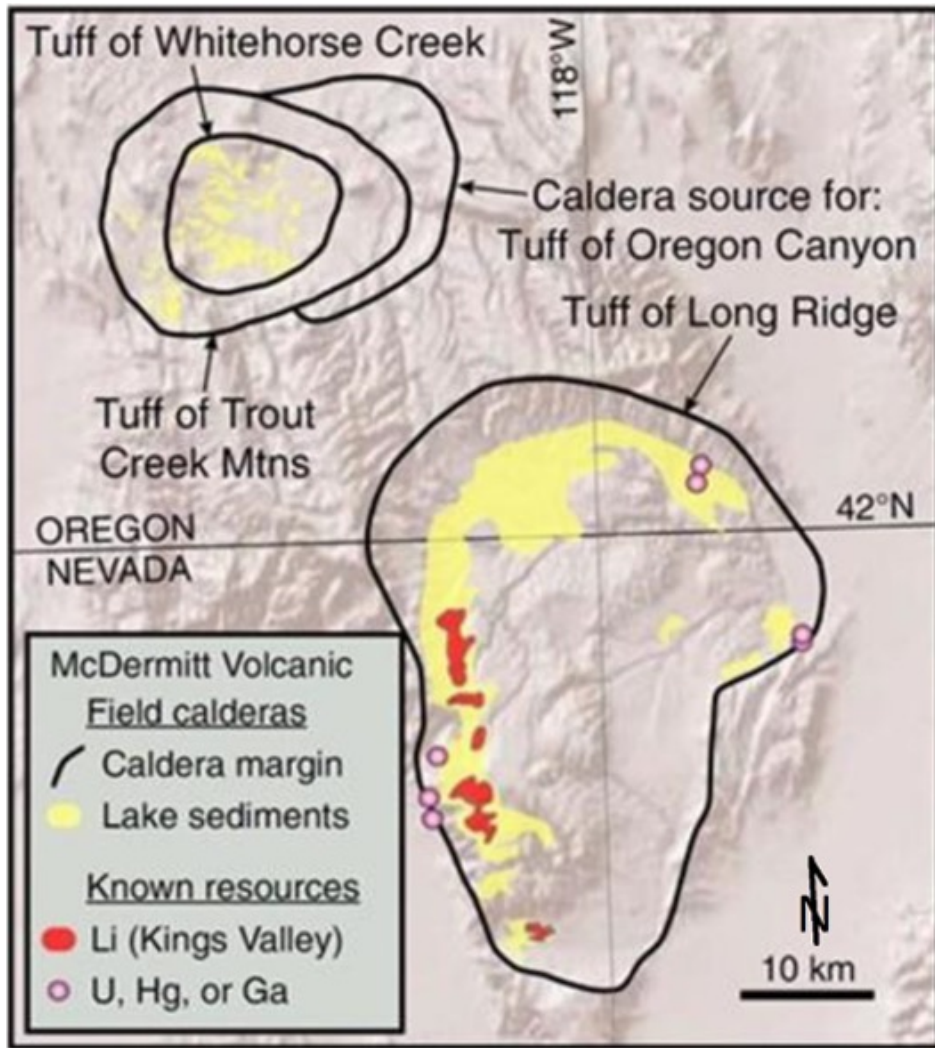 Tuff of Whitehorse Creek
118°W
Caldera source for:
Tuff of Oregon Canyon
Tuff of Long Ridge
Tuff of Trout
Creek Mtns
42°N
OREGON
NEVADA
McDermitt Volcanic
Field calderas
Caldera margin
Lake sediments
Known resources
Li (Kings Valley)
U, Hg, or Ga
N
10 km